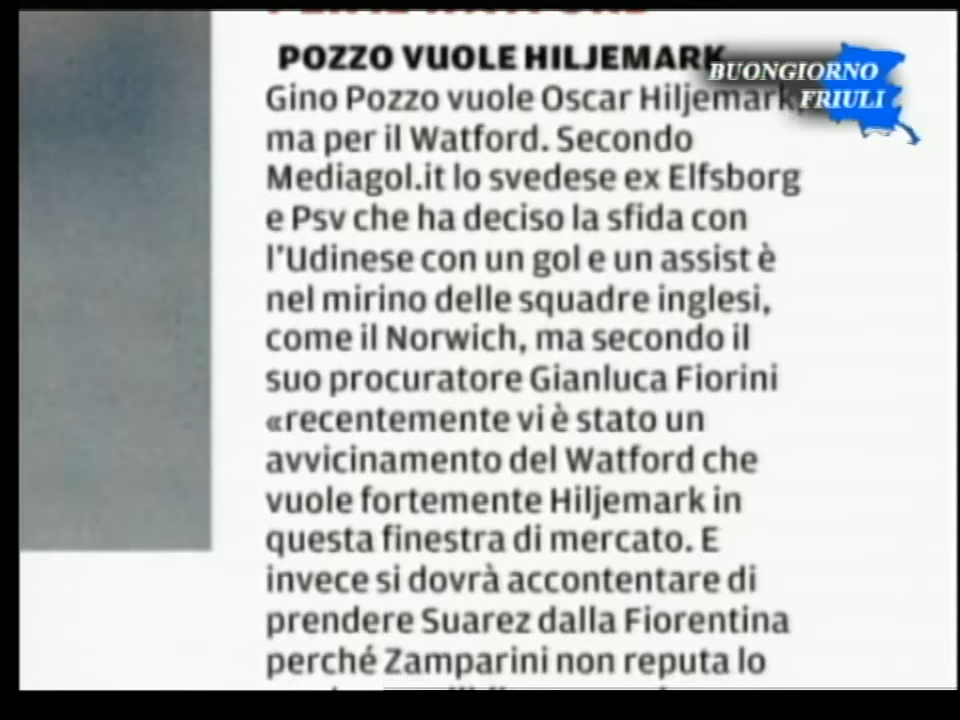 POZZO VUOLE HILJEMARK
Gino Pozzo vuole Oscar Hiljemark,
ma per il Watford. Secondo
Mediagol.it lo svedese ex Elfsborg
e Psv che ha deciso la sfida con
l'Udinese con un gol e un assist è
nel mirino delle squadre inglesi,
come il Norwich, ma secondo il
suo procuratore Gianluca Fiorini
«recentemente vi è stato un
avvicinamento del Watford che
vuole fortemente Hiljemark in
questa finestra di mercato. E
invece si dovrà accontentare di
prendere Suarez dalla Fiorentina
perché Zamparini non reputa lo
BUONGIORNO
FRIULI